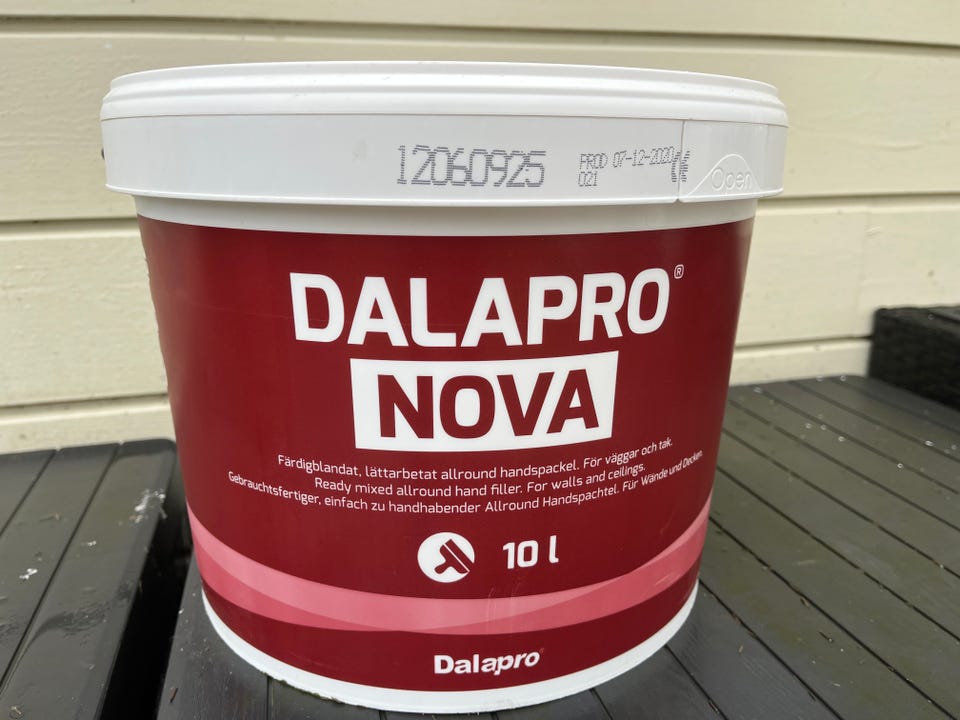 12060925
PROD 07-12-2020
021
Open
DALAPRO®
NOVA
Färdigblandat, lättarbetat allround handspackel. För väggar och tak.
Ready mixed allround hand filler. For walls and ceilings.
Gebrauchtsfertiger, einfach zu handhabender Allround Handspachtel. Für Wände und Decken.
10 l
Dalapro